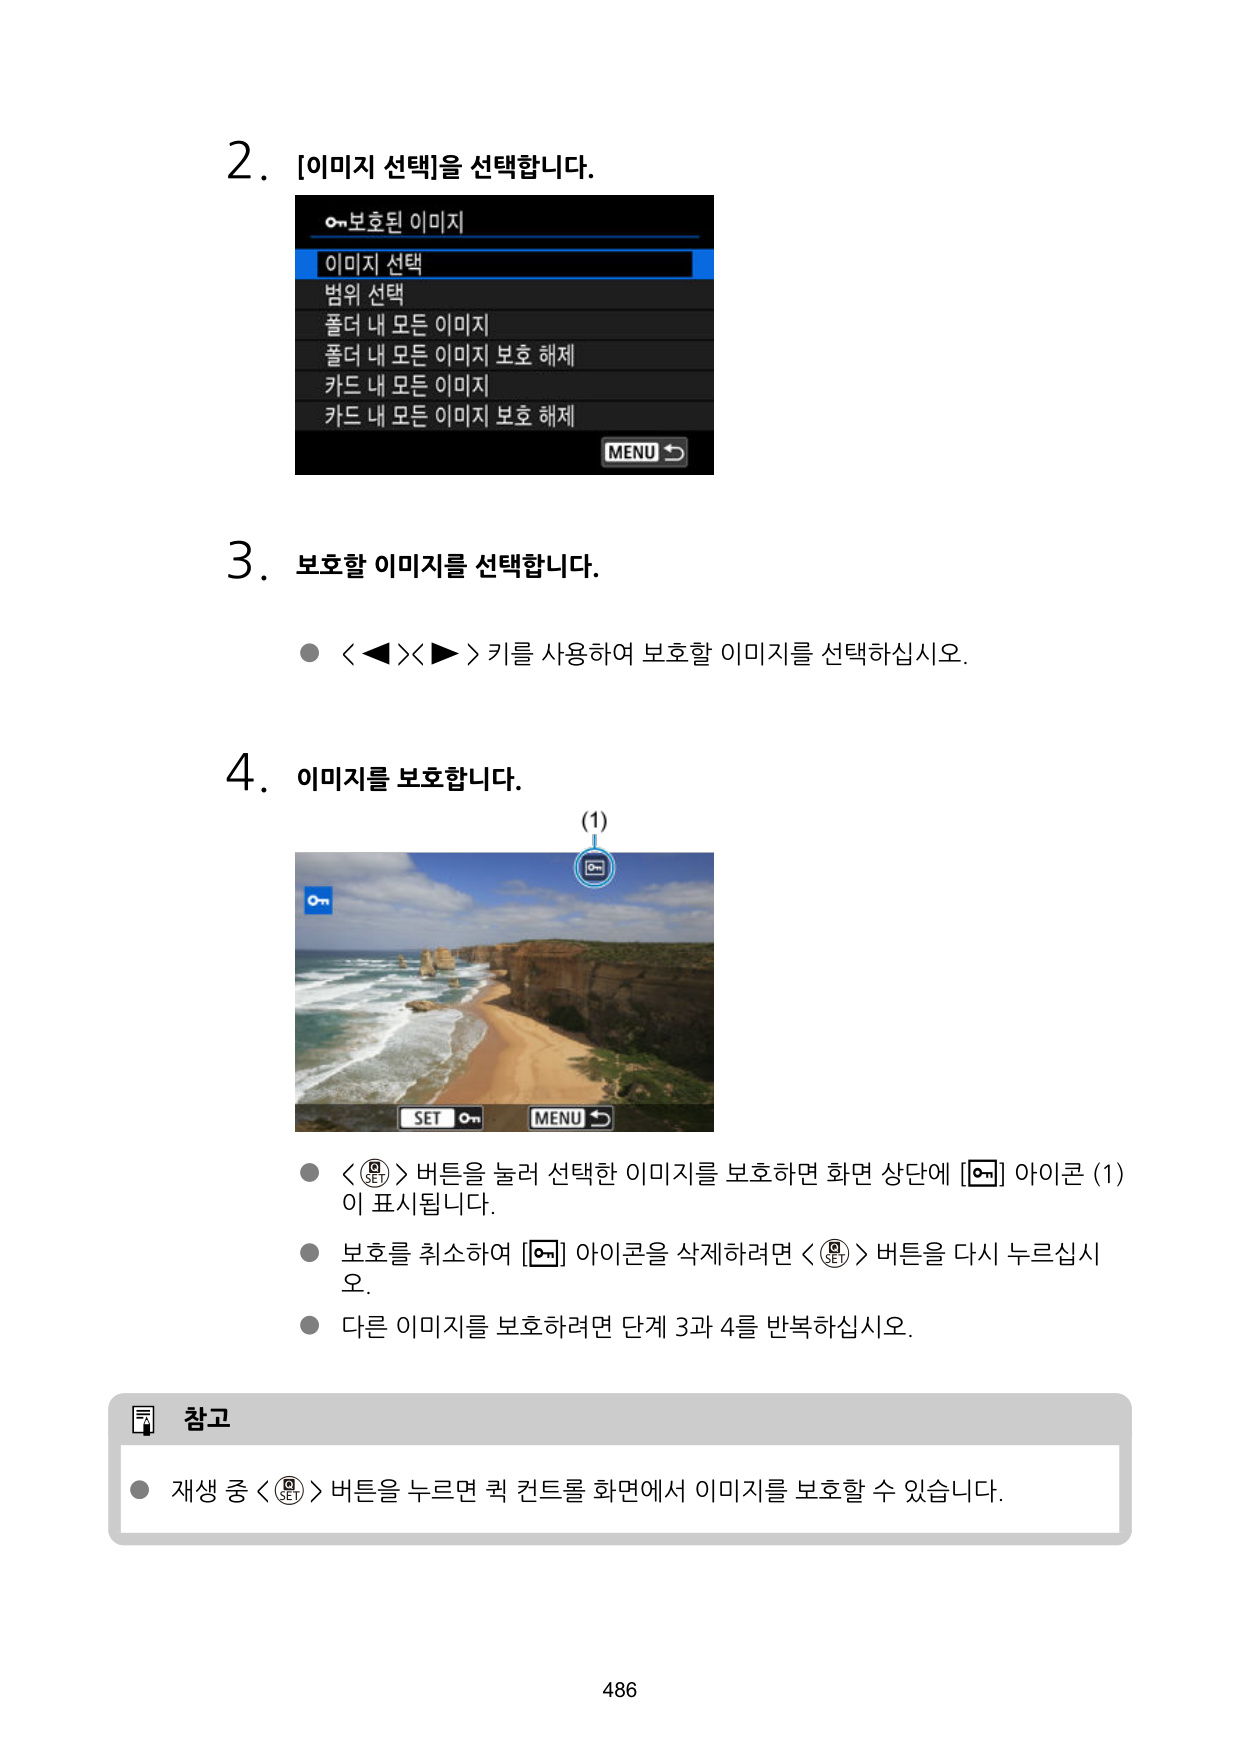 2. [이미지 선택]을 선택합니다.
보호된 이미지
이미지 선택
범위 선택
폴더 내 모든 이미지
폴더 내 모든 이미지 보호 해제
카드 내 모든 이미지
카드 내 모든 이미지 보호 해제
MENU
3. 보호할 이미지를 선택합니다.
● < ◀ >< ▶ > 키를 사용하여 보호할 이미지를 선택하십시오.
4. 이미지를 보호합니다.
(1)
SET MENU
● < Q SET > 버튼을 눌러 선택한 이미지를 보호하면 화면 상단에 [ ] 아이콘 (1)
이 표시됩니다.
● 보호를 취소하여 [ ] 아이콘을 삭제하려면 < Q SET > 버튼을 다시 누르십시
오.
● 다른 이미지를 보호하려면 단계 3과 4를 반복하십시오.
참고
● 재생 중 < Q SET > 버튼을 누르면 퀵 컨트롤 화면에서 이미지를 보호할 수 있습니다.
486